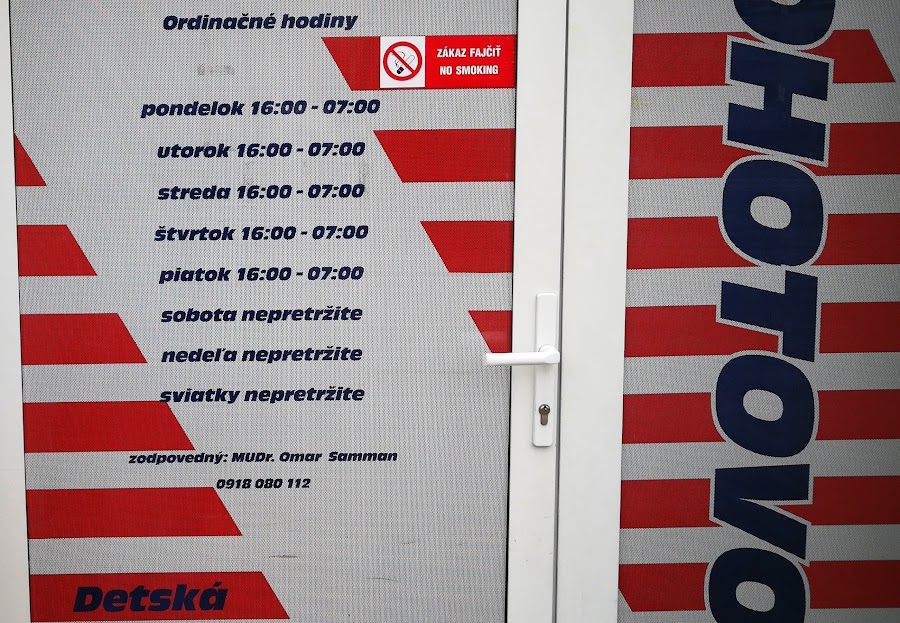 Ordinačné hodiny
ZÁKAZ FAJČIŤ
NO SMOKING
pondelok 16:00 - 07:00
utorok 16:00 - 07:00
streda 16:00 - 07:00
štvrtok 16:00 - 07:00
piatok 16:00 - 07:00
sobota nepretržite
nedeľa nepretržite
sviatky nepretržite
zodpovedný: MUDr. Omar Samman
0918 080 112
Detská
OHOTOVO